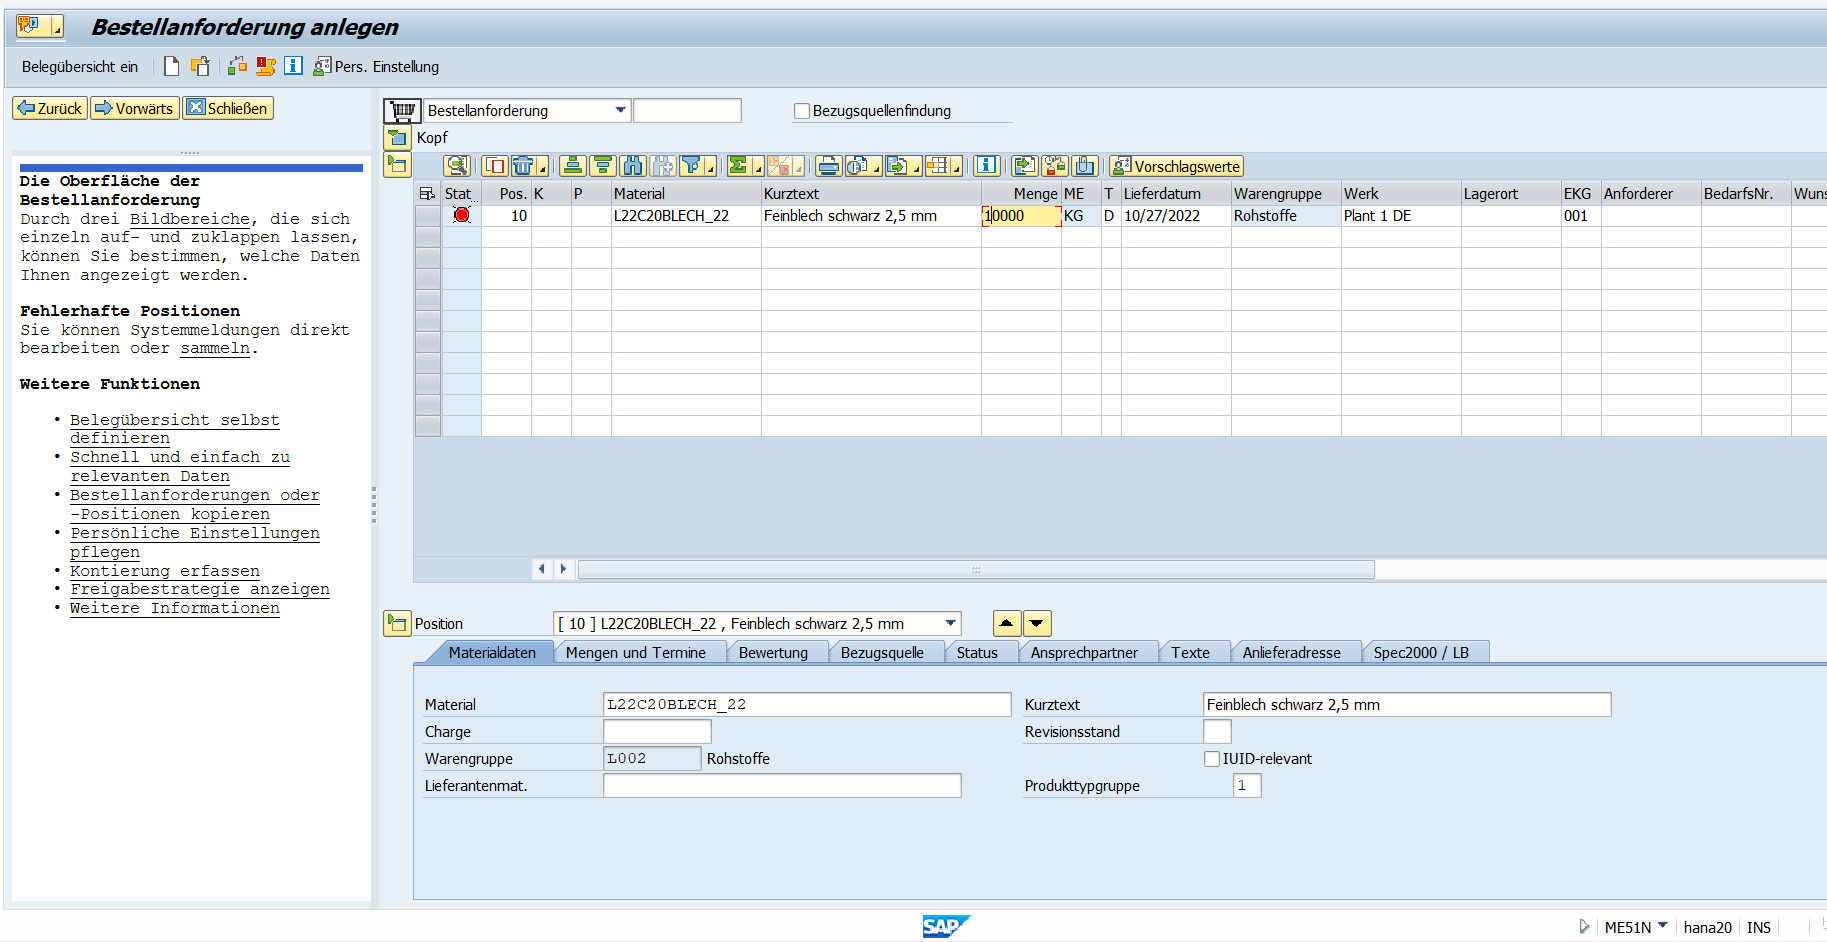 Bestellanforderung anlegen
Belegübersicht ein
Pers. Einstellung
Zurück
Vorwärts
Schließen
Die Oberfläche der
Bestellanforderung
Durch drei Bildbereiche, die sich
einzeln auf- und zuklappen lassen,
können Sie bestimmen, welche Daten
Ihnen angezeigt werden.
Fehlerhafte Positionen
Sie können Systemmeldungen direkt
bearbeiten oder sammeln.
Weitere Funktionen
• Belegübersicht selbst
definieren
• Schnell und einfach zu
relevanten Daten
• Bestellanforderungen oder
-Positionen kopieren
• Persönliche Einstellungen
pflegen
• Kontierung erfassen
• Freigabestrategie anzeigen
• Weitere Informationen
Bestellanforderung
Bezugsquellenfindung
Kopf
Vorschlagswerte
Stat... Pos. K P Material Kurztext Menge ME T Lieferdatum Warengruppe Werk Lagerort EKG Anforderer BedarfsNr. Wuns
10 L22C20BLECH_22 Feinblech schwarz 2,5 mm 10000 KG D 10/27/2022 Rohstoffe Plant 1 DE 001
Position [ 10 ] L22C20BLECH_22 , Feinblech schwarz 2,5 mm
Materialdaten Mengen und Termine Bewertung Bezugsquelle Status Ansprechpartner Texte Anlieferadresse Spec2000 / LB
Material L22C20BLECH_22 Kurztext Feinblech schwarz 2,5 mm
Charge Revisionsstand
Warengruppe L002 Rohstoffe IUID-relevant
Lieferantenmat. Produkttypgruppe 1
SAP
ME51N hana20 INS